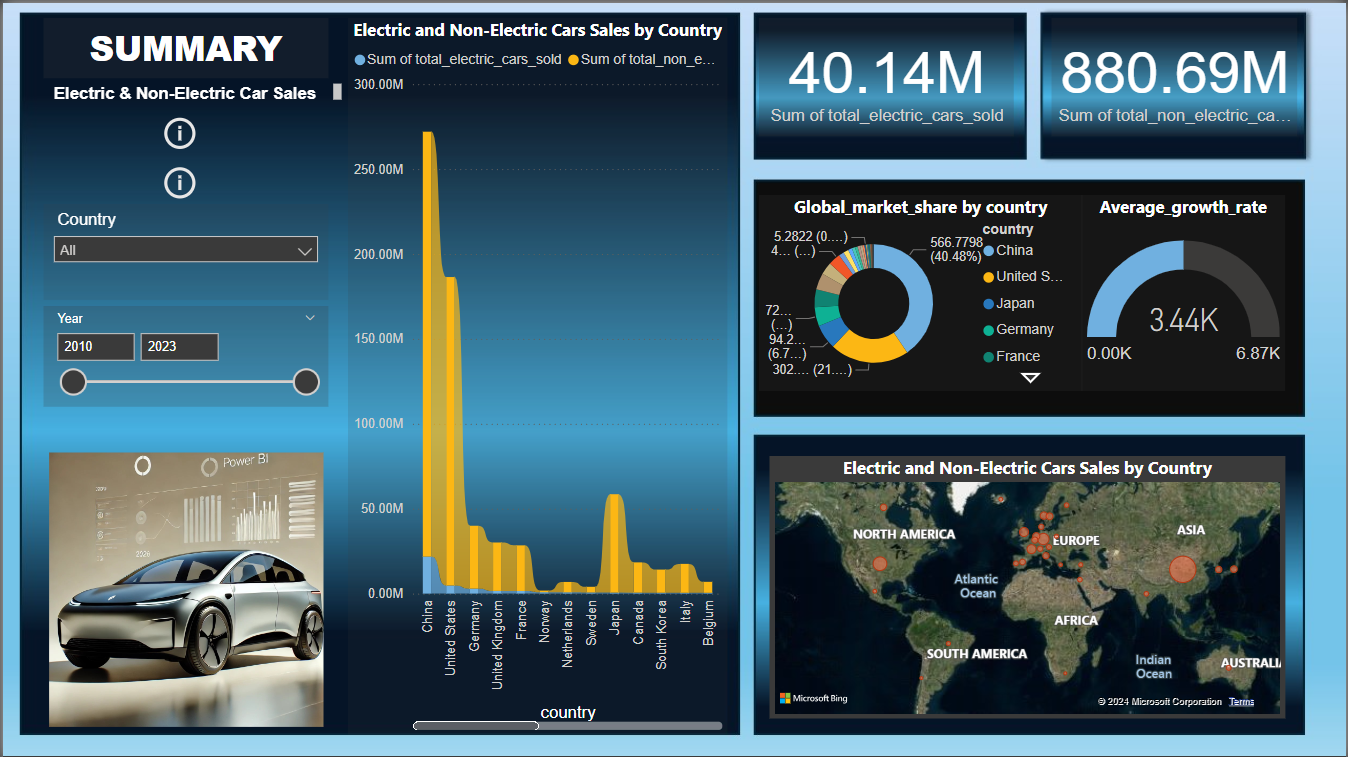 SUMMARY
Electric & Non-Electric Car Sales
Country
All
Year
2010 2023
Power BI
Electric and Non-Electric Cars Sales by Country
Sum of total_electric_cars_sold Sum of total_non_e...
300.00M
250.00M
200.00M
150.00M
100.00M
50.00M
0.00M
China
United States
Germany
United Kingdom
France
Norway
Netherlands
Sweden
Japan
Canada
South Korea
Italy
Belgium
country
40.14M
Sum of total_electric_cars_sold
880.69M
Sum of total_non_electric_ca...
Global_market_share by country
5.2822 (0....)
4... (...)
72...
(...)
94.2...
(6.7...)
302.... (21....)
566.7798
(40.48%)
country
China
United S...
Japan
Germany
France
Average_growth_rate
3.44K
0.00K
6.87K
Electric and Non-Electric Cars Sales by Country
NORTH AMERICA
EUROPE
ASIA
Atlantic
Ocean
AFRICA
SOUTH AMERICA
Indian
Ocean
AUSTRALIA
Microsoft Bing
© 2024 Microsoft Corporation Terms